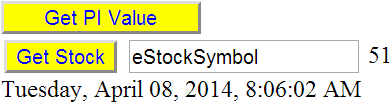 Get PI Value
Get Stock eStockSymbol 51
Tuesday, April 08, 2014, 8:06:02 AM